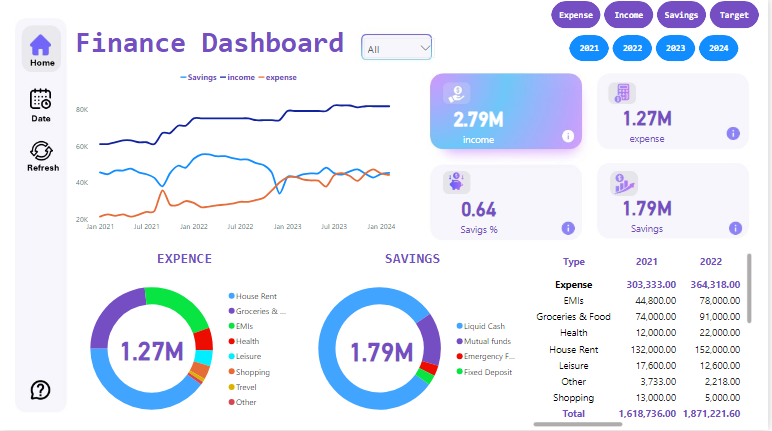 Expense Income Savings Target
Finance Dashboard
All
2021 2022 2023 2024
Home
Date
Refresh
Savings income expense
80K
60K
40K
20K
Jan 2021 Jul 2021 Jan 2022 Jul 2022 Jan 2023 Jul 2023 Jan 2024
2.79M
income
1.27M
expense
0.64
Savigs %
1.79M
Savings
EXPENCE
1.27M
House Rent
Groceries & ...
EMIs
Health
Leisure
Shopping
Trevel
Other
SAVINGS
1.79M
Liquid Cash
Mutual funds
Emergency F...
Fixed Deposit
Type 2021 2022
Expense 303,333.00 364,318.00
EMIs 44,800.00 78,000.00
Groceries & Food 74,000.00 91,000.00
Health 12,000.00 22,000.00
House Rent 132,000.00 152,000.00
Leisure 17,600.00 12,600.00
Other 3,733.00 2,218.00
Shopping 13,000.00 5,000.00
Total 1,618,736.00 1,871,221.60